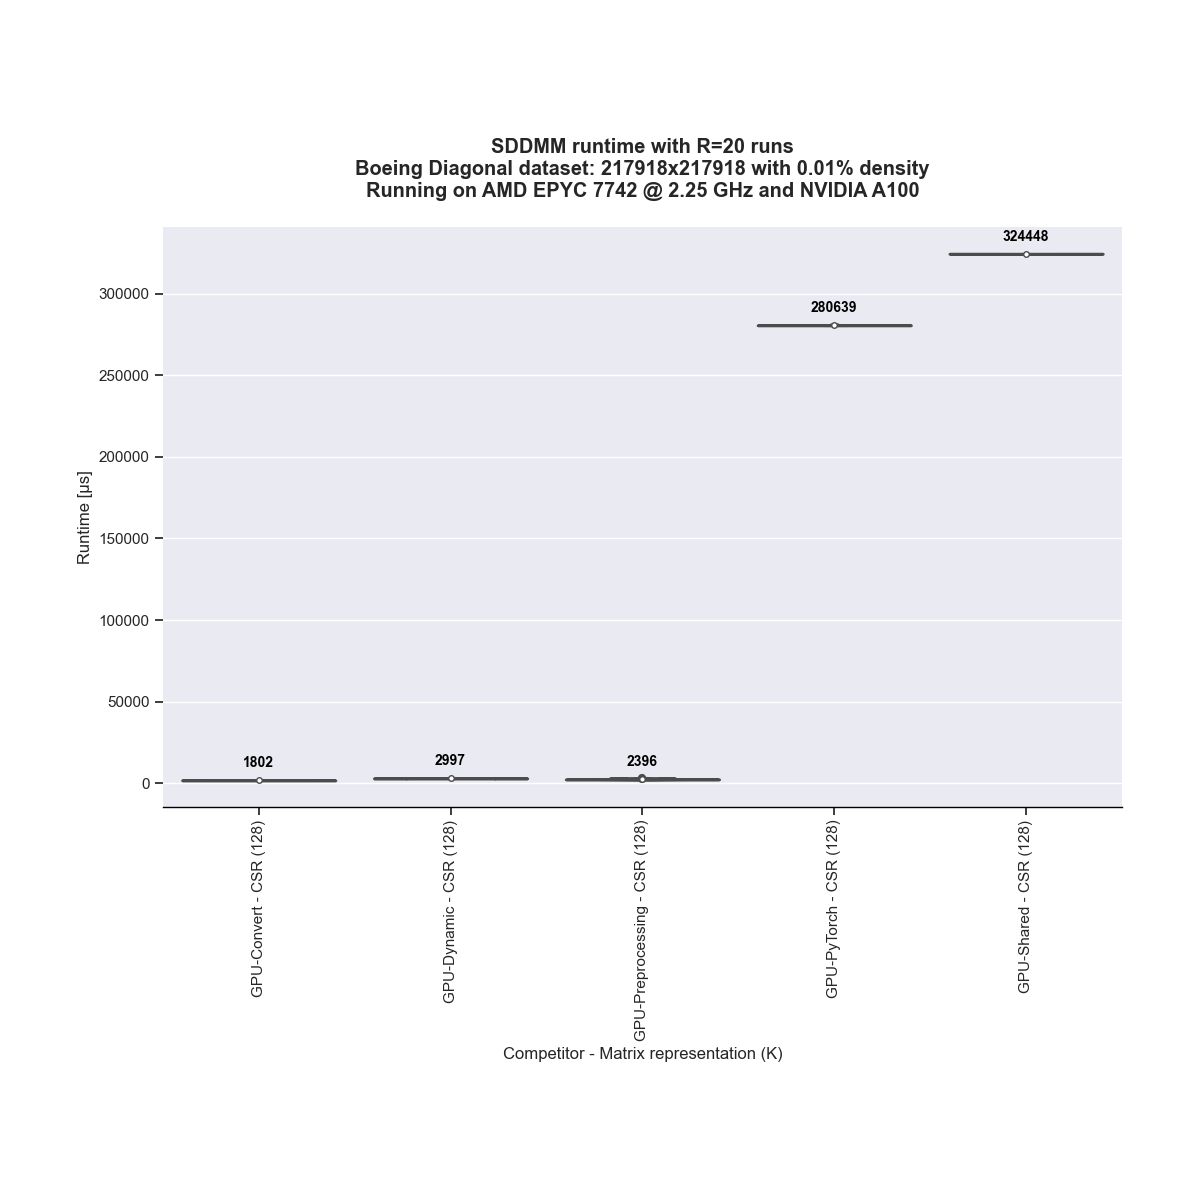 SDDMM runtime with R=20 runs
Boeing Diagonal dataset: 217918x217918 with 0.01% density
Running on AMD EPYC 7742 @ 2.25 GHz and NVIDIA A100
324448
300000
280639
250000
200000
Runtime [µs]
150000
100000
50000
1802
2997
2396
0
GPU-Convert - CSR (128)
GPU-Dynamic - CSR (128)
GPU-Preprocessing - CSR (128)
GPU-PyTorch - CSR (128)
GPU-Shared - CSR (128)
Competitor - Matrix representation (K)